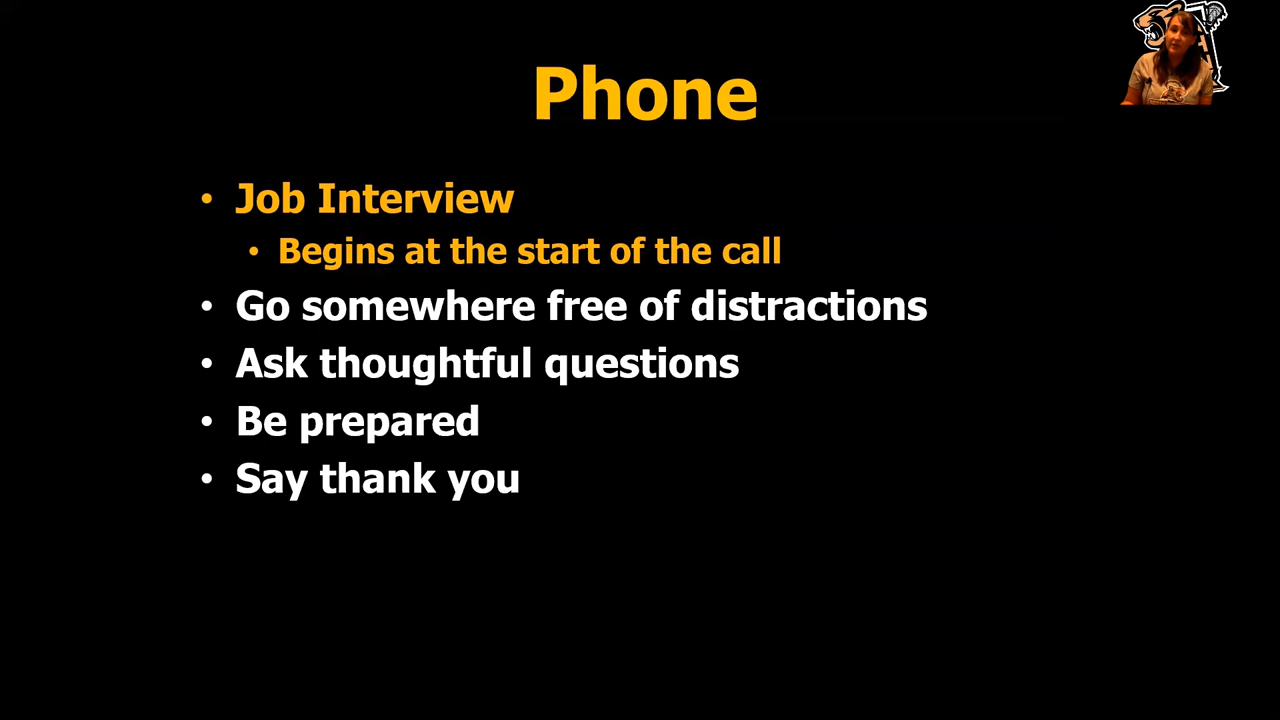 Phone
• Job Interview
• Begins at the start of the call
• Go somewhere free of distractions
• Ask thoughtful questions
• Be prepared
• Say thank you